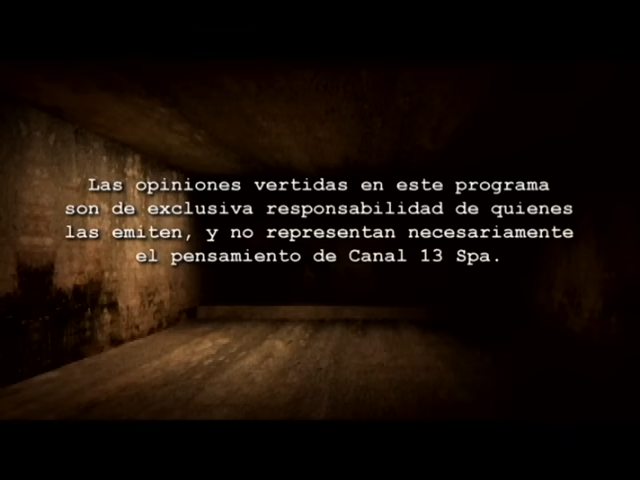 Las opiniones vertidas en este programa
son de exclusiva responsabilidad de quienes
las emiten, y no representan necesariamente
el pensamiento de Canal 13 Spa.